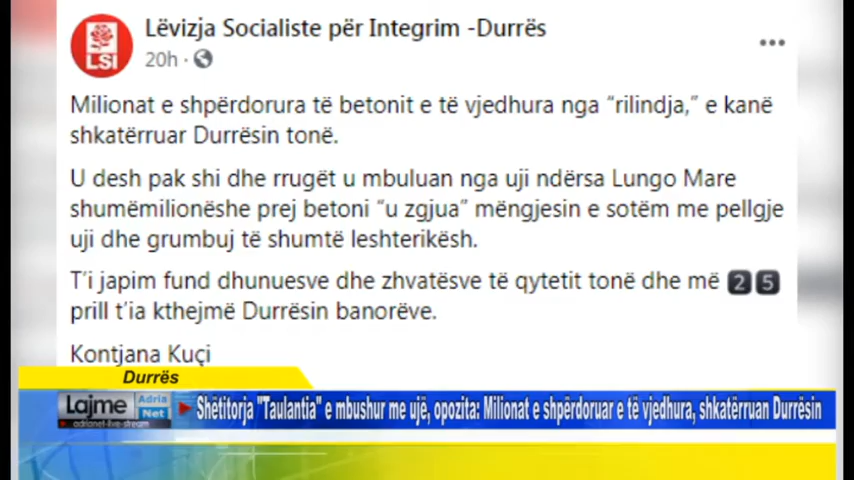 Lëvizja Socialiste për Integrim -Durrës
LSI
20h
Milionat e shpërdorura të betonit e të vjedhura nga “rilindja,” e kanë
shkatërruar Durrësin tonë.
U desh pak shi dhe rrugët u mbuluan nga uji ndërsa Lungo Mare
shumëmilionëshe prej betoni “u zgjua” mëngjesin e sotëm me pellgje
uji dhe grumbuj të shumtë leshterikësh.
T’i japim fund dhunuesve dhe zhvatësve të qytetit tonë dhe më 25
prill t’ia kthejmë Durrësin banorëve.
Kontjana Kuçi
Durrës
Lajme Adria Net
adrianet-live-stream
Shëtitorja "Taulantia" e mbushur me ujë, opozita: Milionat e shpërdoruar e të vjedhura, shkatërruan Durrësin